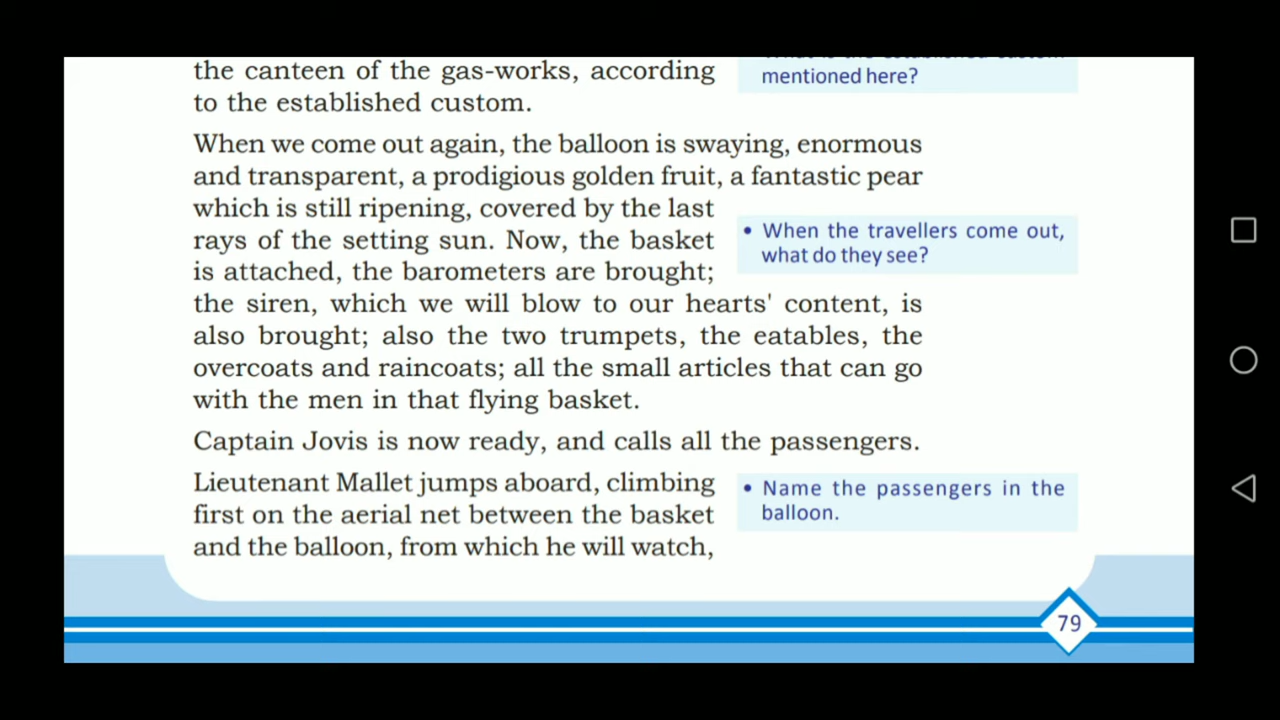 the canteen of the gas-works, according
to the established custom.
mentioned here?
When we come out again, the balloon is swaying, enormous
and transparent, a prodigious golden fruit, a fantastic pear
which is still ripening, covered by the last
rays of the setting sun. Now, the basket
is attached, the barometers are brought;
• When the travellers come out,
what do they see?
the siren, which we will blow to our hearts' content, is
also brought; also the two trumpets, the eatables, the
overcoats and raincoats; all the small articles that can go
with the men in that flying basket.
Captain Jovis is now ready, and calls all the passengers.
Lieutenant Mallet jumps aboard, climbing
first on the aerial net between the basket
and the balloon, from which he will watch,
• Name the passengers in the
balloon.
79